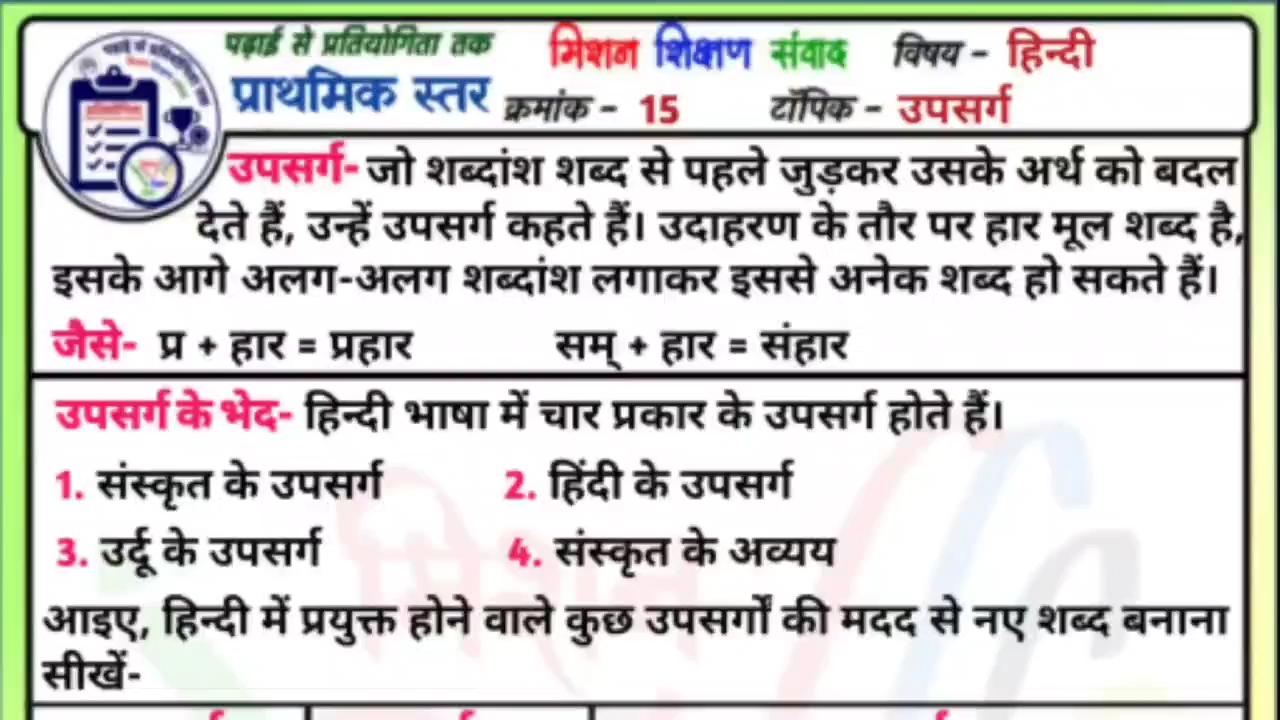 पढ़ाई से प्रतियोगिता तक
मिशन शिक्षण संवाद
विषय - हिन्दी
प्राथमिक स्तर
क्रमांक - 15
टॉपिक - उपसर्ग
उपसर्ग- जो शब्दांश शब्द से पहले जुड़कर उसके अर्थ को बदल
देते हैं, उन्हें उपसर्ग कहते हैं। उदाहरण के तौर पर हार मूल शब्द है,
इसके आगे अलग-अलग शब्दांश लगाकर इससे अनेक शब्द हो सकते हैं।
जैसे- प्र + हार = प्रहार सम् + हार = संहार
उपसर्ग के भेद- हिन्दी भाषा में चार प्रकार के उपसर्ग होते हैं।
1. संस्कृत के उपसर्ग 2. हिंदी के उपसर्ग
3. उर्दू के उपसर्ग 4. संस्कृत के अव्यय
आइए, हिन्दी में प्रयुक्त होने वाले कुछ उपसर्गों की मदद से नए शब्द बनाना
सीखें-
मिशन